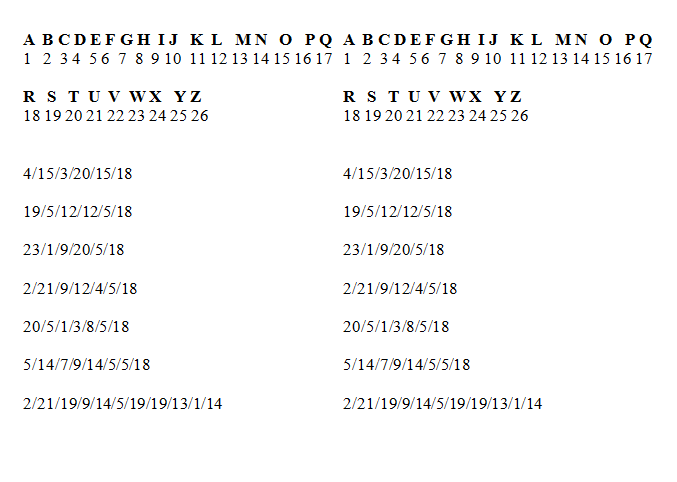 A B C D E F G H I J K L M N O P Q A B C D E F G H I J K L M N O P Q
1 2 3 4 5 6 7 8 9 10 11 12 13 14 15 16 17 1 2 3 4 5 6 7 8 9 10 11 12 13 14 15 16 17
R S T U V W X Y Z R S T U V W X Y Z
18 19 20 21 22 23 24 25 26 18 19 20 21 22 23 24 25 26
4/15/3/20/15/18 4/15/3/20/15/18
19/5/12/12/5/18 19/5/12/12/5/18
23/1/9/20/5/18 23/1/9/20/5/18
2/21/9/12/4/5/18 2/21/9/12/4/5/18
20/5/1/3/8/5/18 20/5/1/3/8/5/18
5/14/7/9/14/5/5/18 5/14/7/9/14/5/5/18
2/21/19/9/14/5/19/19/13/1/14 2/21/19/9/14/5/19/19/13/1/14